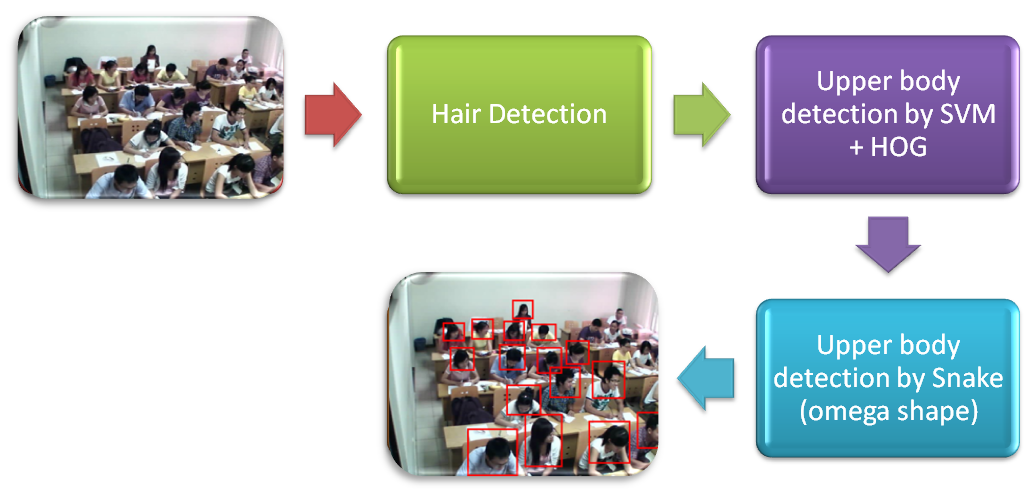 Hair Detection
Upper body
detection by SVM
+ HOG
Upper body
detection by Snake
(omega shape)